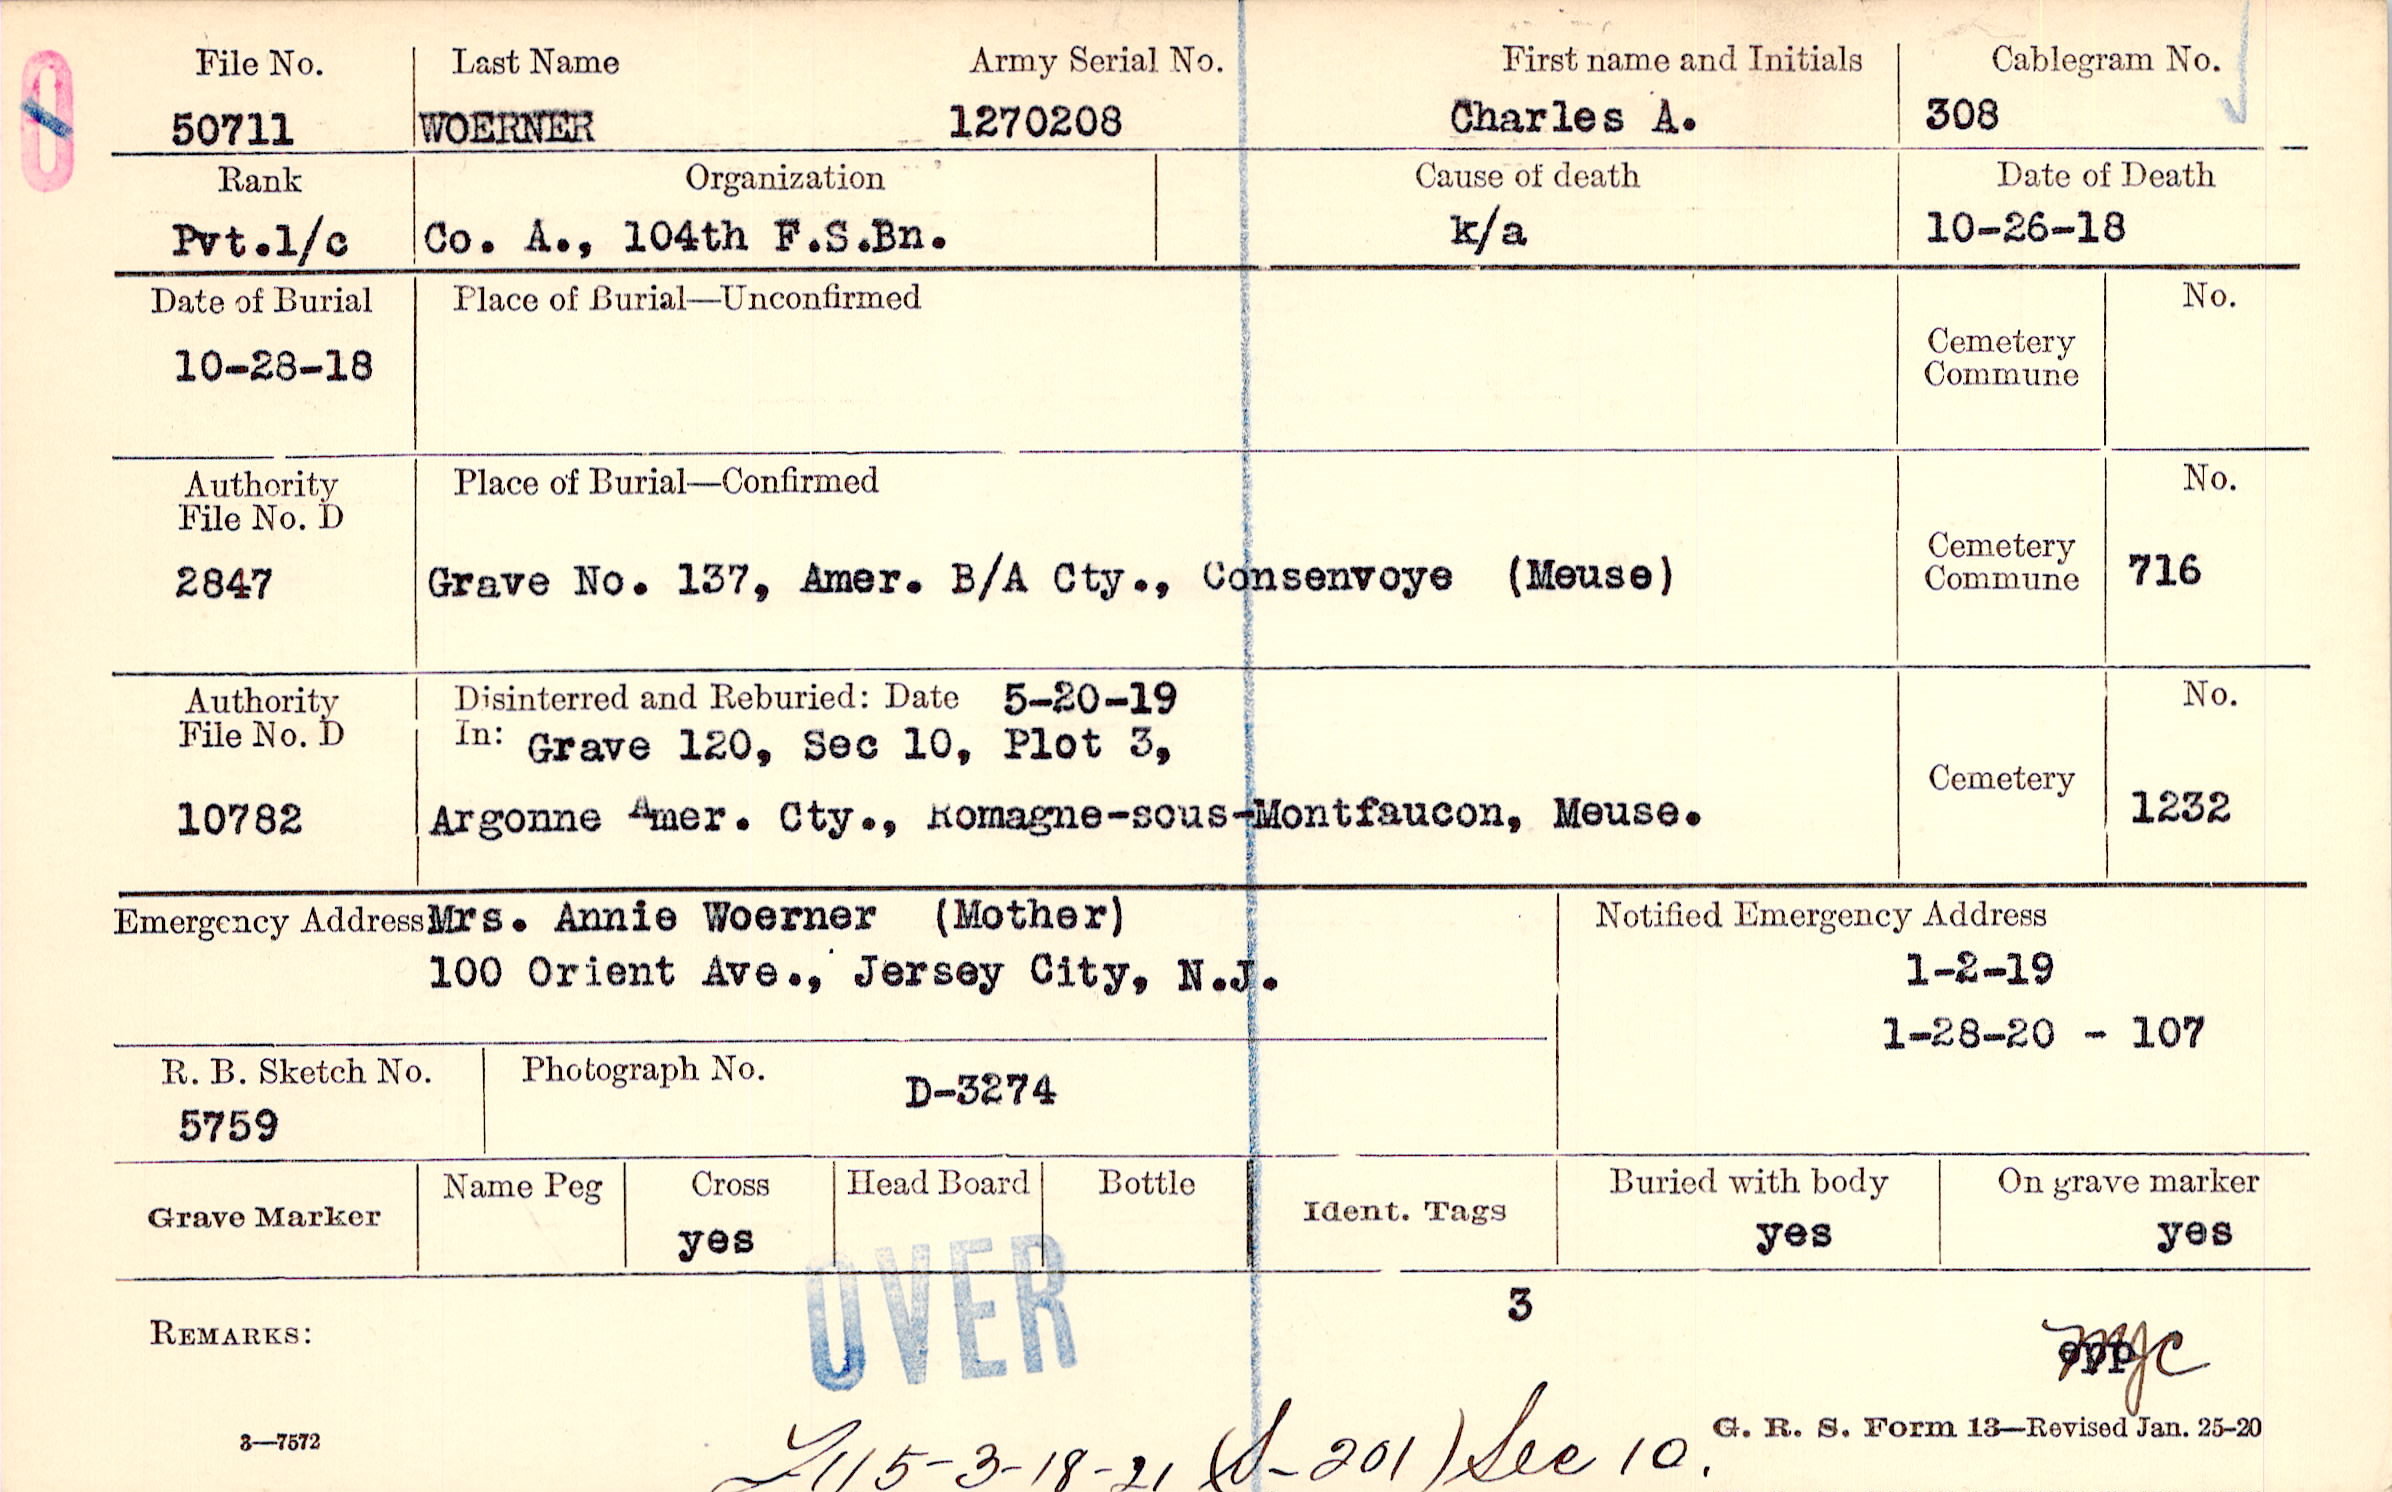 File No. Last Name Army Serial No. First name and Initials Cablegram No.
50711 WOERNER 1270208 Charles A. 308
Rank Organization Cause of death Date of Death
Pvt.1/c Co. A., 104th F.S.Bn. k/a 10-26-18
Date of Burial Place of Burial—Unconfirmed No.
10-28-18 Cemetery
Commune
Authority Place of Burial—Confirmed No.
File No. D
2847 Grave No. 137, Amer. B/A Cty., Consenvoye (Meuse) Cemetery
Commune 716
Authority Disinterred and Reburied: Date 5-20-19 No.
File No. D In: Grave 120, Sec 10, Plot 3,
Cemetery
10782 Argonne Amer. Cty., Romagne-sous-Montfaucon, Meuse. 1232
Emergency Address Mrs. Annie Woerner (Mother) Notified Emergency Address
100 Orient Ave., Jersey City, N.J. 1-2-19
1-28-20 - 107
R. B. Sketch No. Photograph No. D-3274
5759
Grave Marker Name Peg Cross Head Board Bottle Ident. Tags Buried with body On grave marker
yes yes yes
OVER
3
REMARKS:
G. R. S. Form 13—Revised Jan. 25-20
3—7572
5-3-18-21 (S-201) Sec 10.